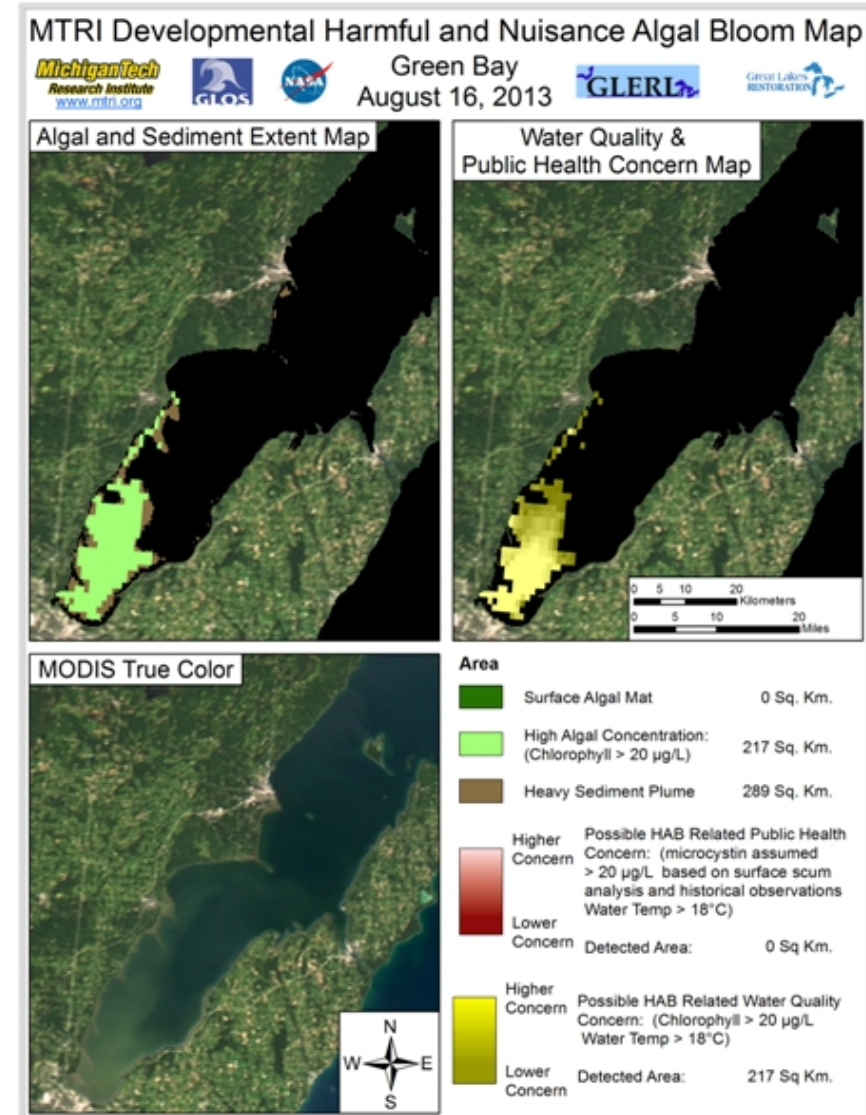 MTRI Developmental Harmful and Nuisance Algal Bloom Map
MichiganTech
Research Institute
www.mtri.org
GLOS
NASA
Green Bay
August 16, 2013
GLERL
Great Lakes
RESTORATION
Algal and Sediment Extent Map
Water Quality &
Public Health Concern Map
0 5 10 20
Kilometers
0 5 10 20
Miles
MODIS True Color
N
W E
S
Area
Surface Algal Mat 0 Sq. Km.
High Algal Concentration:
(Chlorophyll > 20 µg/L) 217 Sq. Km.
Heavy Sediment Plume 289 Sq. Km.
Higher
Concern
Lower
Concern
Possible HAB Related Public Health
Concern: (microcystin assumed
> 20 µg/L based on surface scum
analysis and historical observations
Water Temp > 18°C)
Detected Area: 0 Sq Km.
Higher
Concern
Lower
Concern
Possible HAB Related Water Quality
Concern: (Chlorophyll > 20 µg/L
Water Temp > 18°C)
Detected Area: 217 Sq Km.